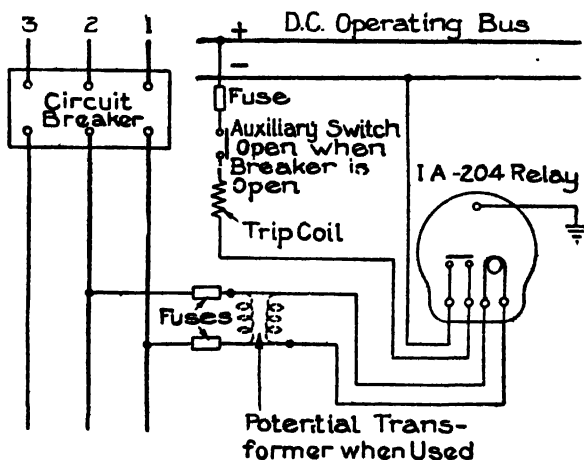 3 2 1
+ D.C. Operating Bus
-
Circuit
Breaker
Fuse
Auxiliary Switch
Open when
Breaker is
Open
Trip Coil
IA-204 Relay
Fuses
Potential Trans-
former when Used